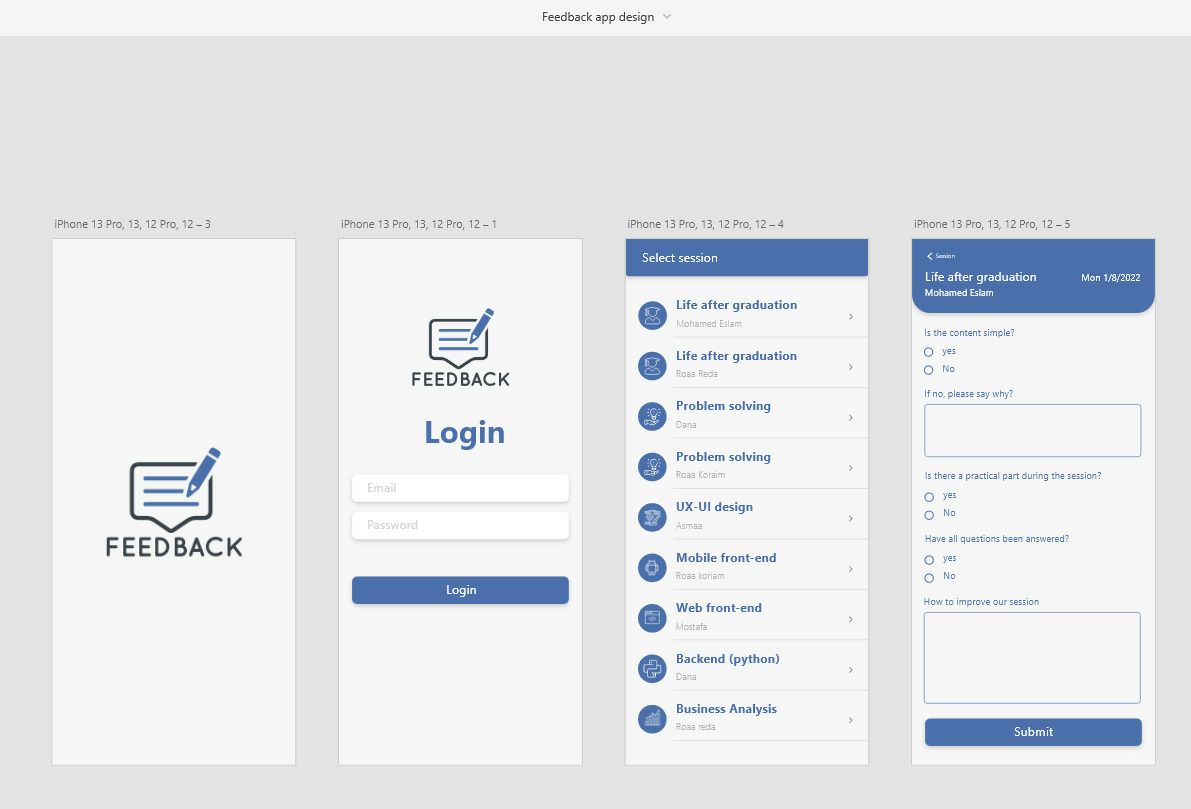 Feedback app design
iPhone 13 Pro, 13, 12 Pro, 12 – 3
FEEDBACK
iPhone 13 Pro, 13, 12 Pro, 12 – 1
FEEDBACK
Login
Email
Password
Login
iPhone 13 Pro, 13, 12 Pro, 12 – 4
Select session
Life after graduation
Mohamed Eslam
Life after graduation
Roaa Reda
Problem solving
Dana
Problem solving
Roaa Koraim
UX-UI design
Asmaa
Mobile front-end
Roaa koriam
Web front-end
Mostafa
Backend (python)
Dana
Business Analysis
Roaa reda
iPhone 13 Pro, 13, 12 Pro, 12 – 5
Session
Life after graduation Mon 1/8/2022
Mohamed Eslam
Is the content simple?
yes
No
If no, please say why?
Is there a practical part during the session?
yes
No
Have all questions been answered?
yes
No
How to improve our session
Submit